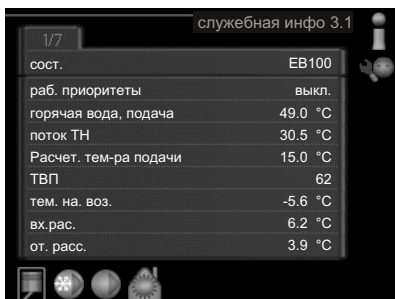 служебная инфо 3.1
1/7
сост. EB100
раб. приоритеты выкл.
горячая вода, подача 49.0 °C
поток ТН 30.5 °C
Расчет. тем-ра подачи 15.0 °C
ТВП 62
тем. на. воз. -5.6 °C
вх.рас. 6.2 °C
от. расс. 3.9 °C